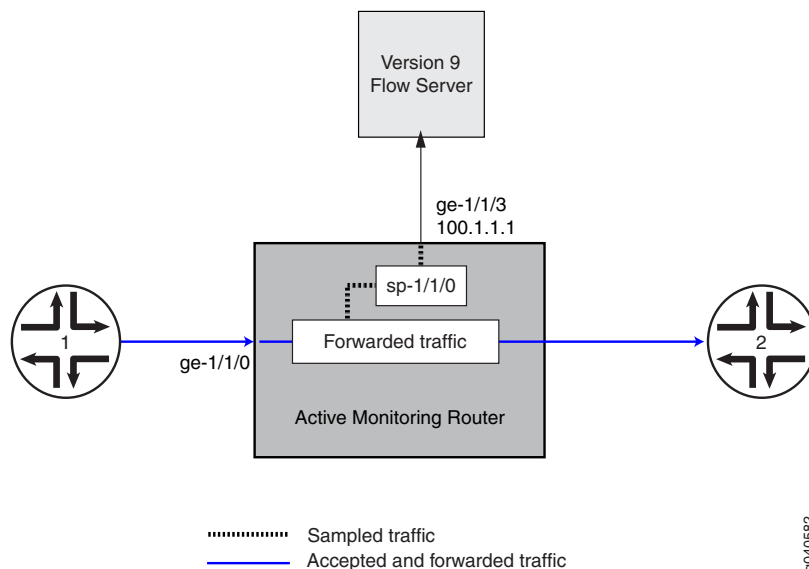 Version 9
Flow Server
ge-1/1/3
100.1.1.1
sp-1/1/0
1
Forwarded traffic
2
ge-1/1/0
Active Monitoring Router
Sampled traffic
Accepted and forwarded traffic
g040582